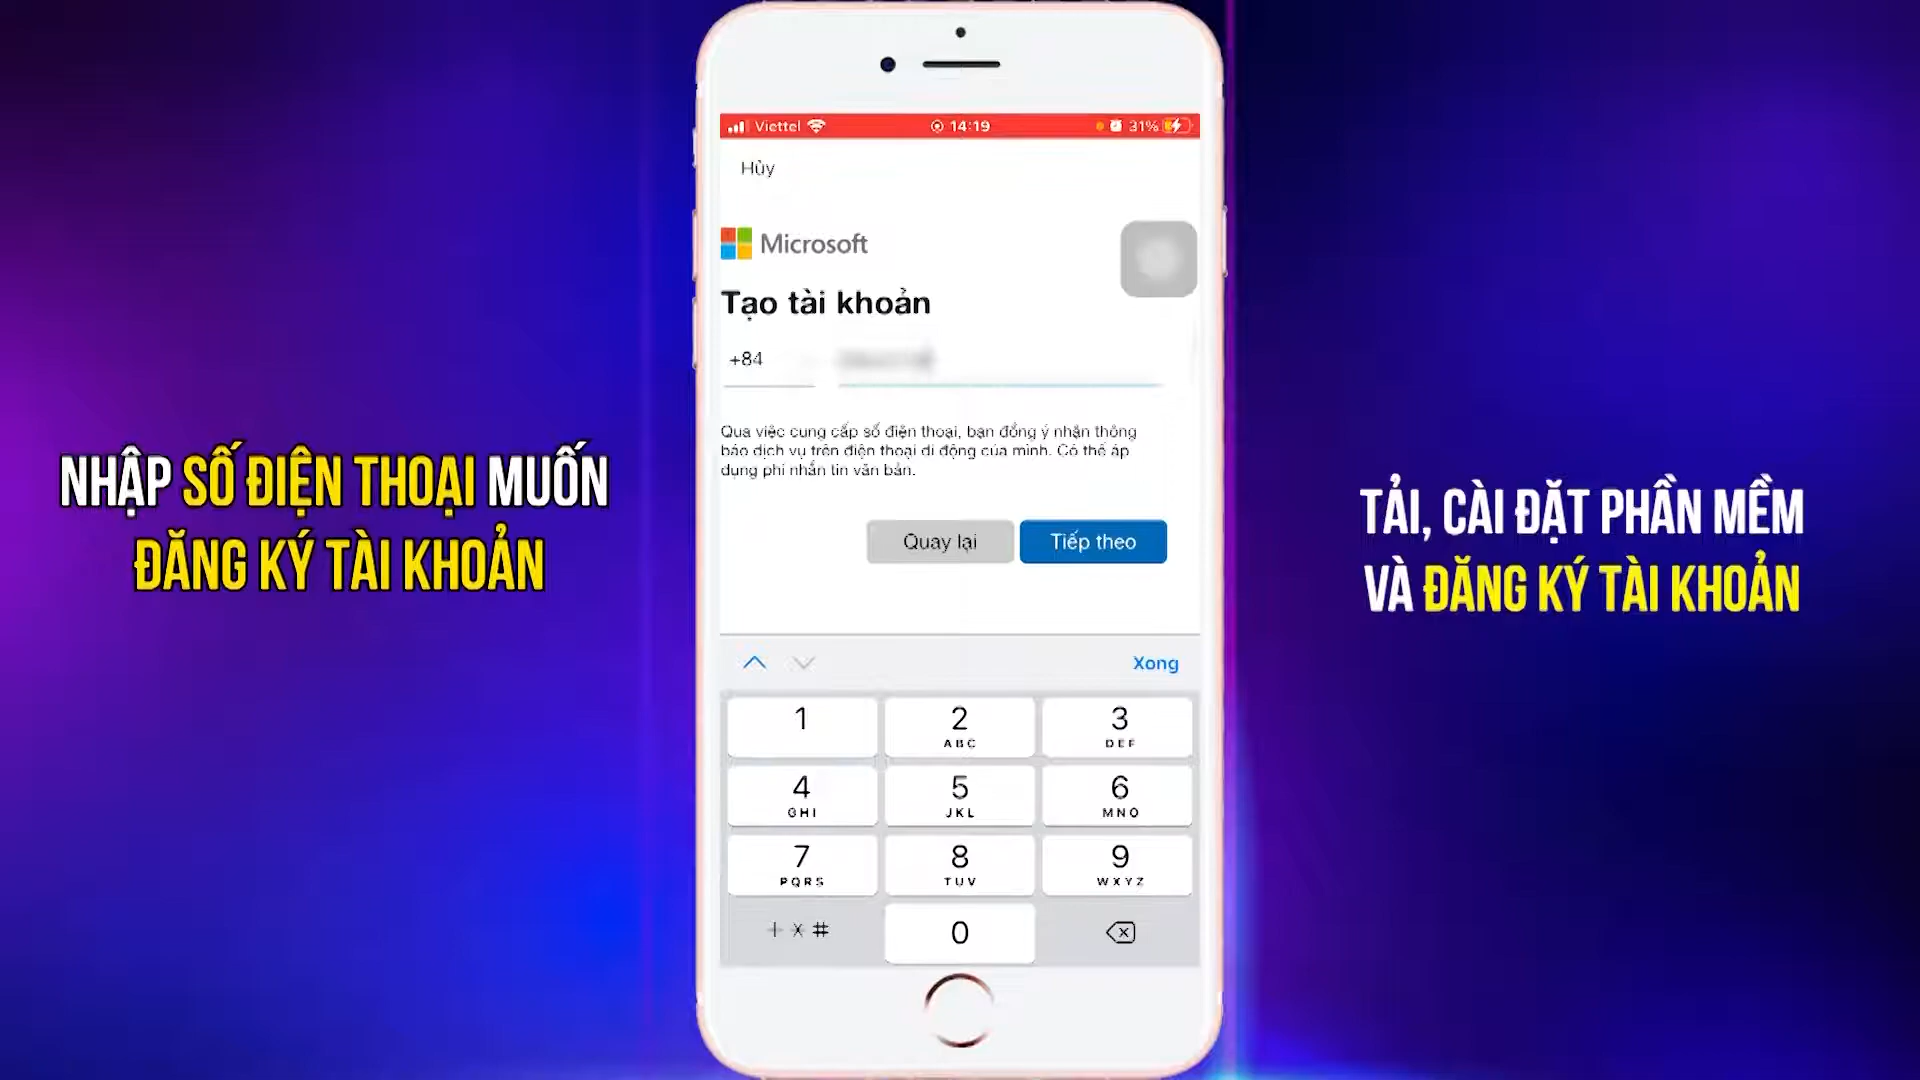 NHẬP SỐ ĐIỆN THOẠI MUỐN
ĐĂNG KÝ TÀI KHOẢN
Viettel
14:19
31%
Hủy
Microsoft
Tạo tài khoản
+84
Qua việc cung cấp số điện thoại, bạn đồng ý nhận thông
báo dịch vụ trên điện thoại di động của mình. Có thể áp
dụng phí nhắn tin văn bản.
Quay lại
Tiếp theo
Xong
1
2
ABC
3
DEF
4
GHI
5
JKL
6
MNO
7
PQRS
8
TUV
9
WXYZ
+ * #
0
TẢI, CÀI ĐẶT PHẦN MỀM
VÀ ĐĂNG KÝ TÀI KHOẢN